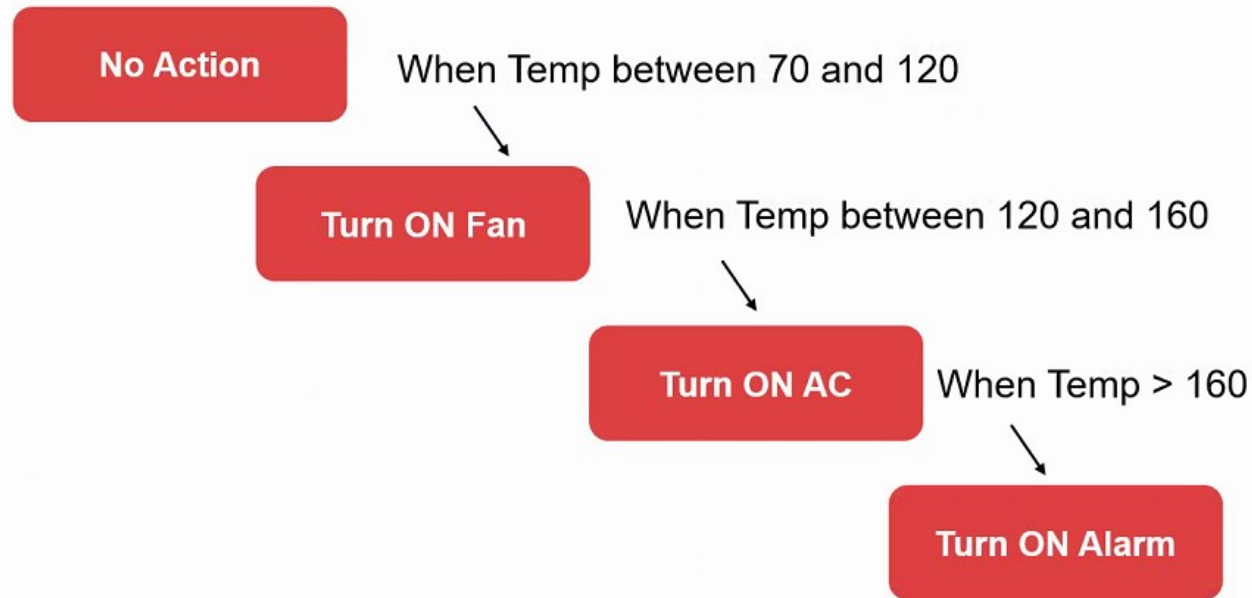 No Action
When Temp between 70 and 120
Turn ON Fan
When Temp between 120 and 160
Turn ON AC
When Temp > 160
Turn ON Alarm